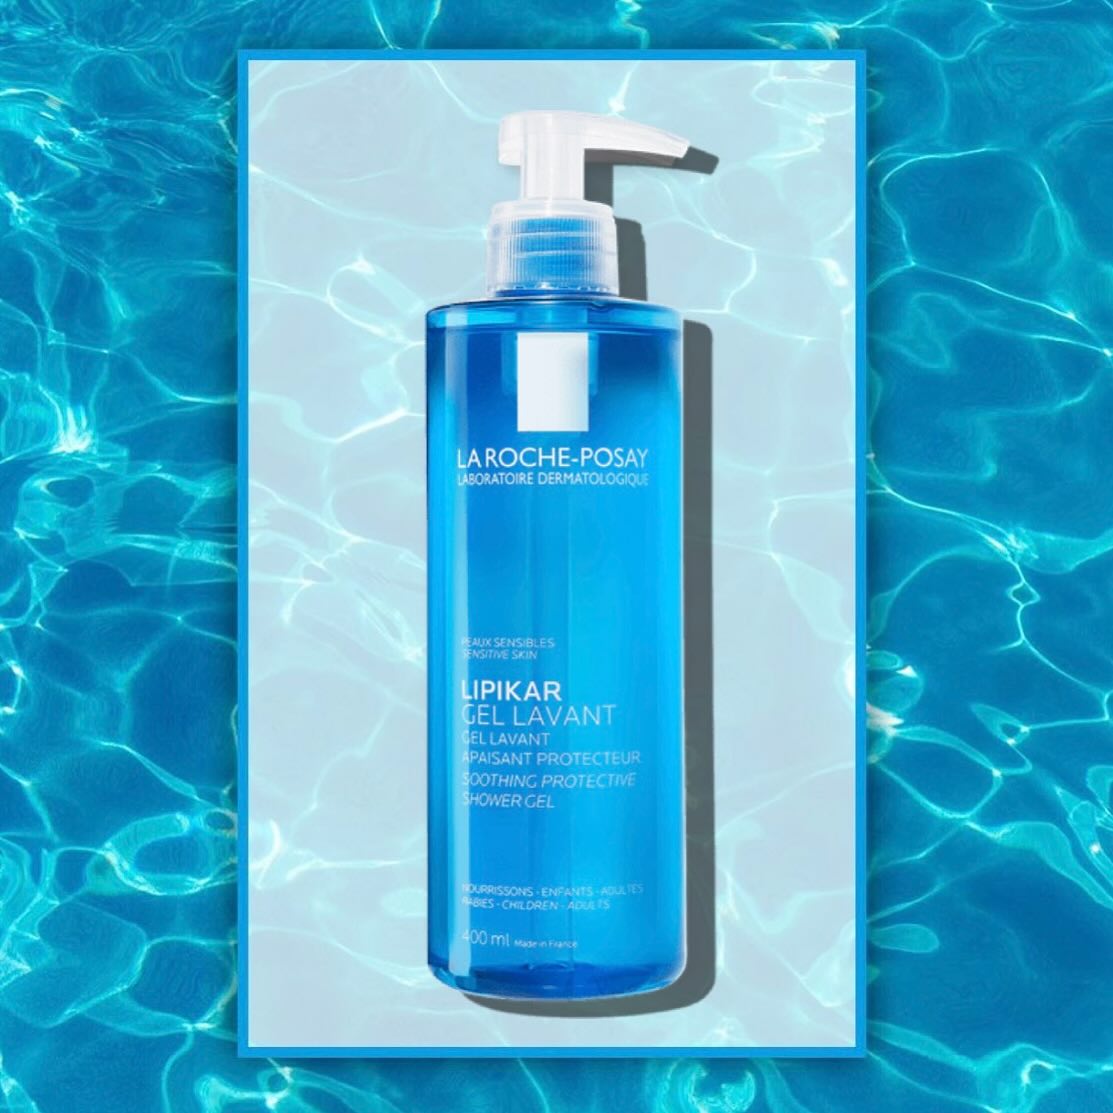 LA ROCHE-POSAY
LABORATOIRE DERMATOLOGIQUE
PEAUX SENSIBLES
SENSITIVE SKIN
LIPIKAR
GEL LAVANT
GEL LAVANT
APAISANT PROTECTEUR
SOOTHING PROTECTIVE
SHOWER GEL
NOURRISSONS - ENFANTS - ADULTES
BABIES - CHILDREN - ADULTS
400 ml Made in France